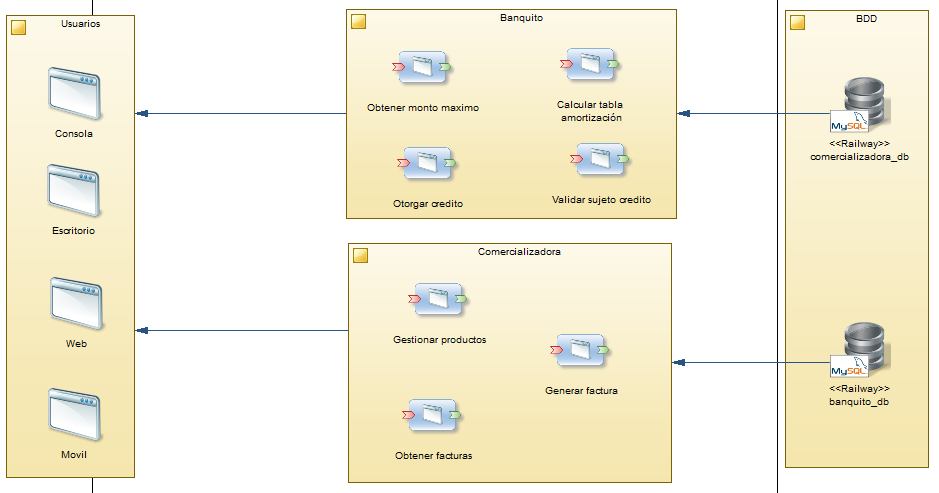 Usuarios
Consola
Escritorio
Web
Movil
Banquito
Obtener monto maximo
Calcular tabla
amortización
Otorgar credito
Validar sujeto credito
Comercializadora
Gestionar productos
Generar factura
Obtener facturas
BDD
MySQL
<<Railway>>
comercializadora_db
MySQL
<<Railway>>
banquito_db